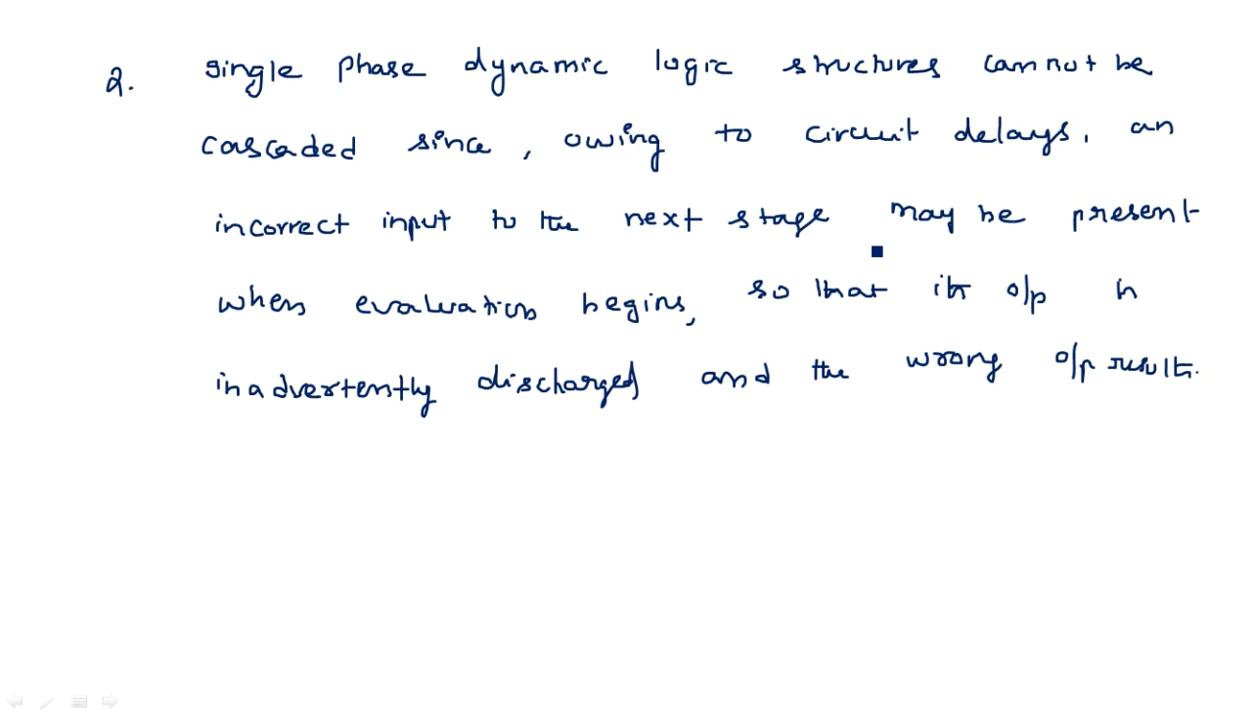 2. Single phase dynamic logic structures cannot be
cascaded since, owing to circuit delays, an
incorrect input to the next stage may be present
when evaluation begins, so that its o/p is
inadvertently discharged and the wrong o/p results.